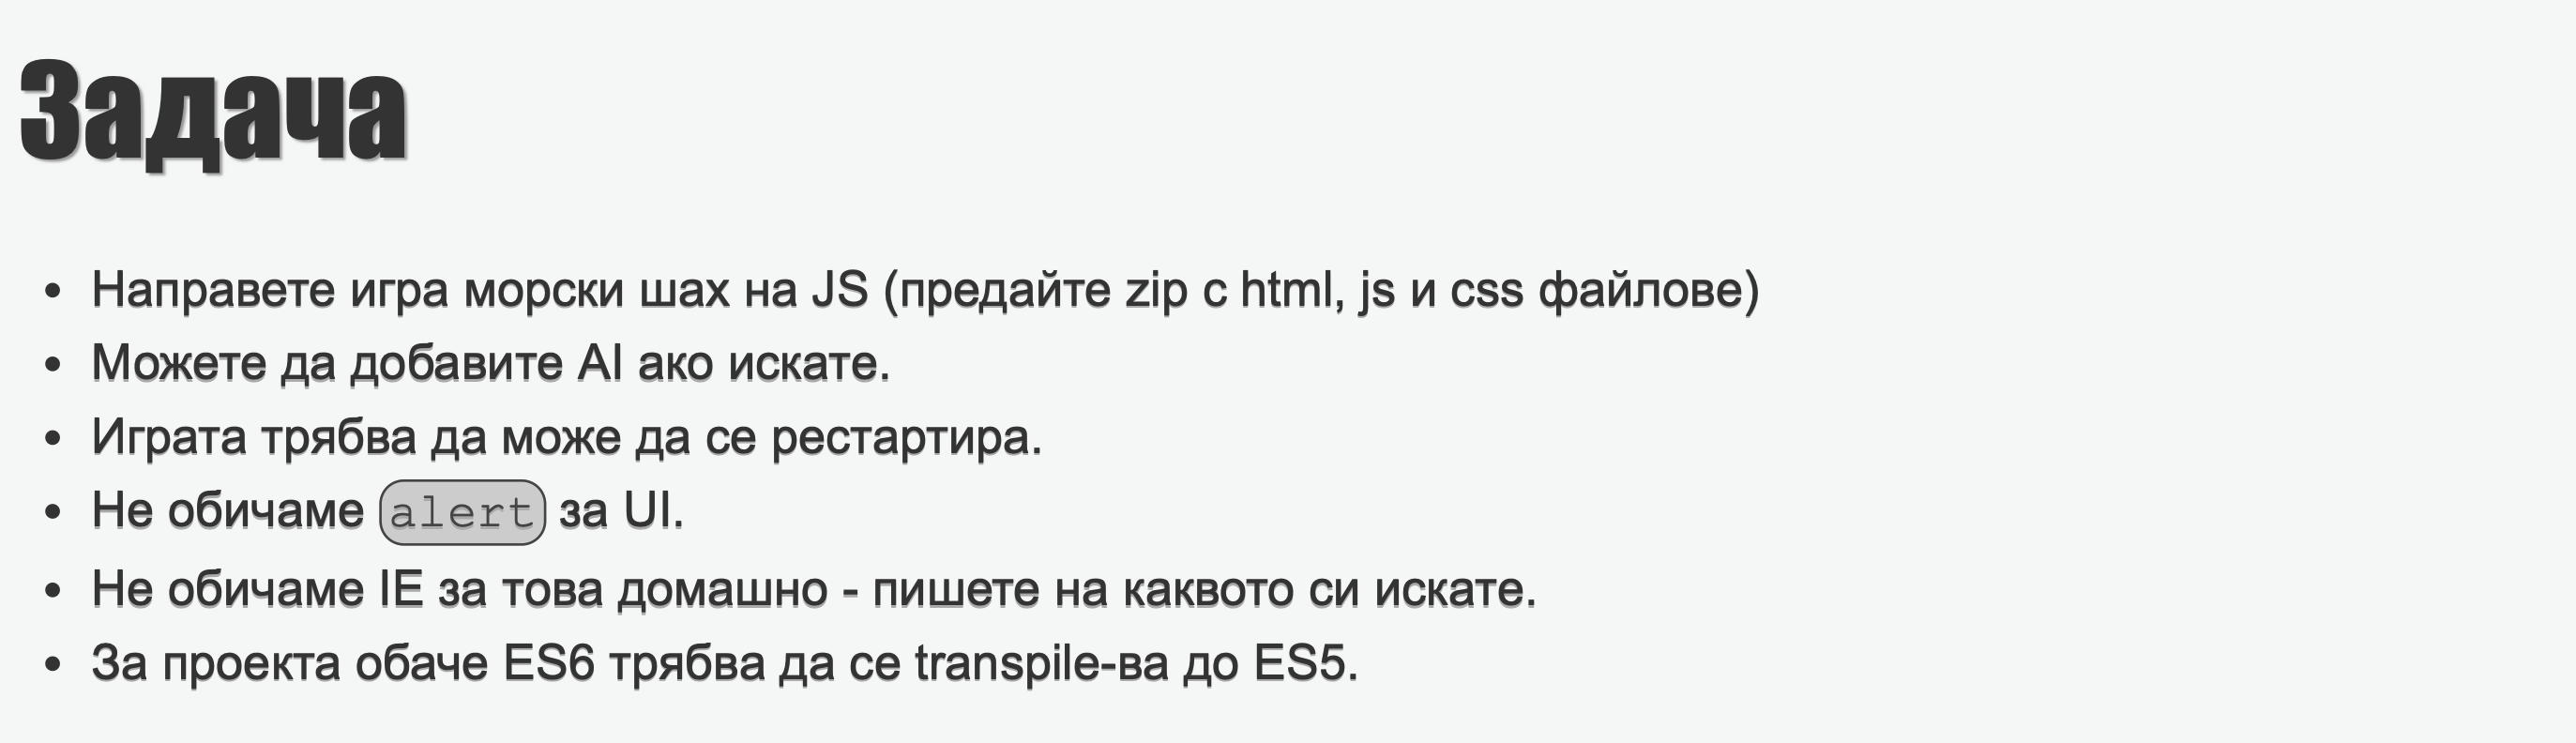 Задача
• Направете игра морски шах на JS (предайте zip с html, js и css файлове)
• Можете да добавите AI ако искате.
• Играта трябва да може да се рестартира.
• Не обичаме alert за UI.
• Не обичаме IE за това домашно - пишете на каквото си искате.
• За проекта обаче ES6 трябва да се transpile-ва до ES5.